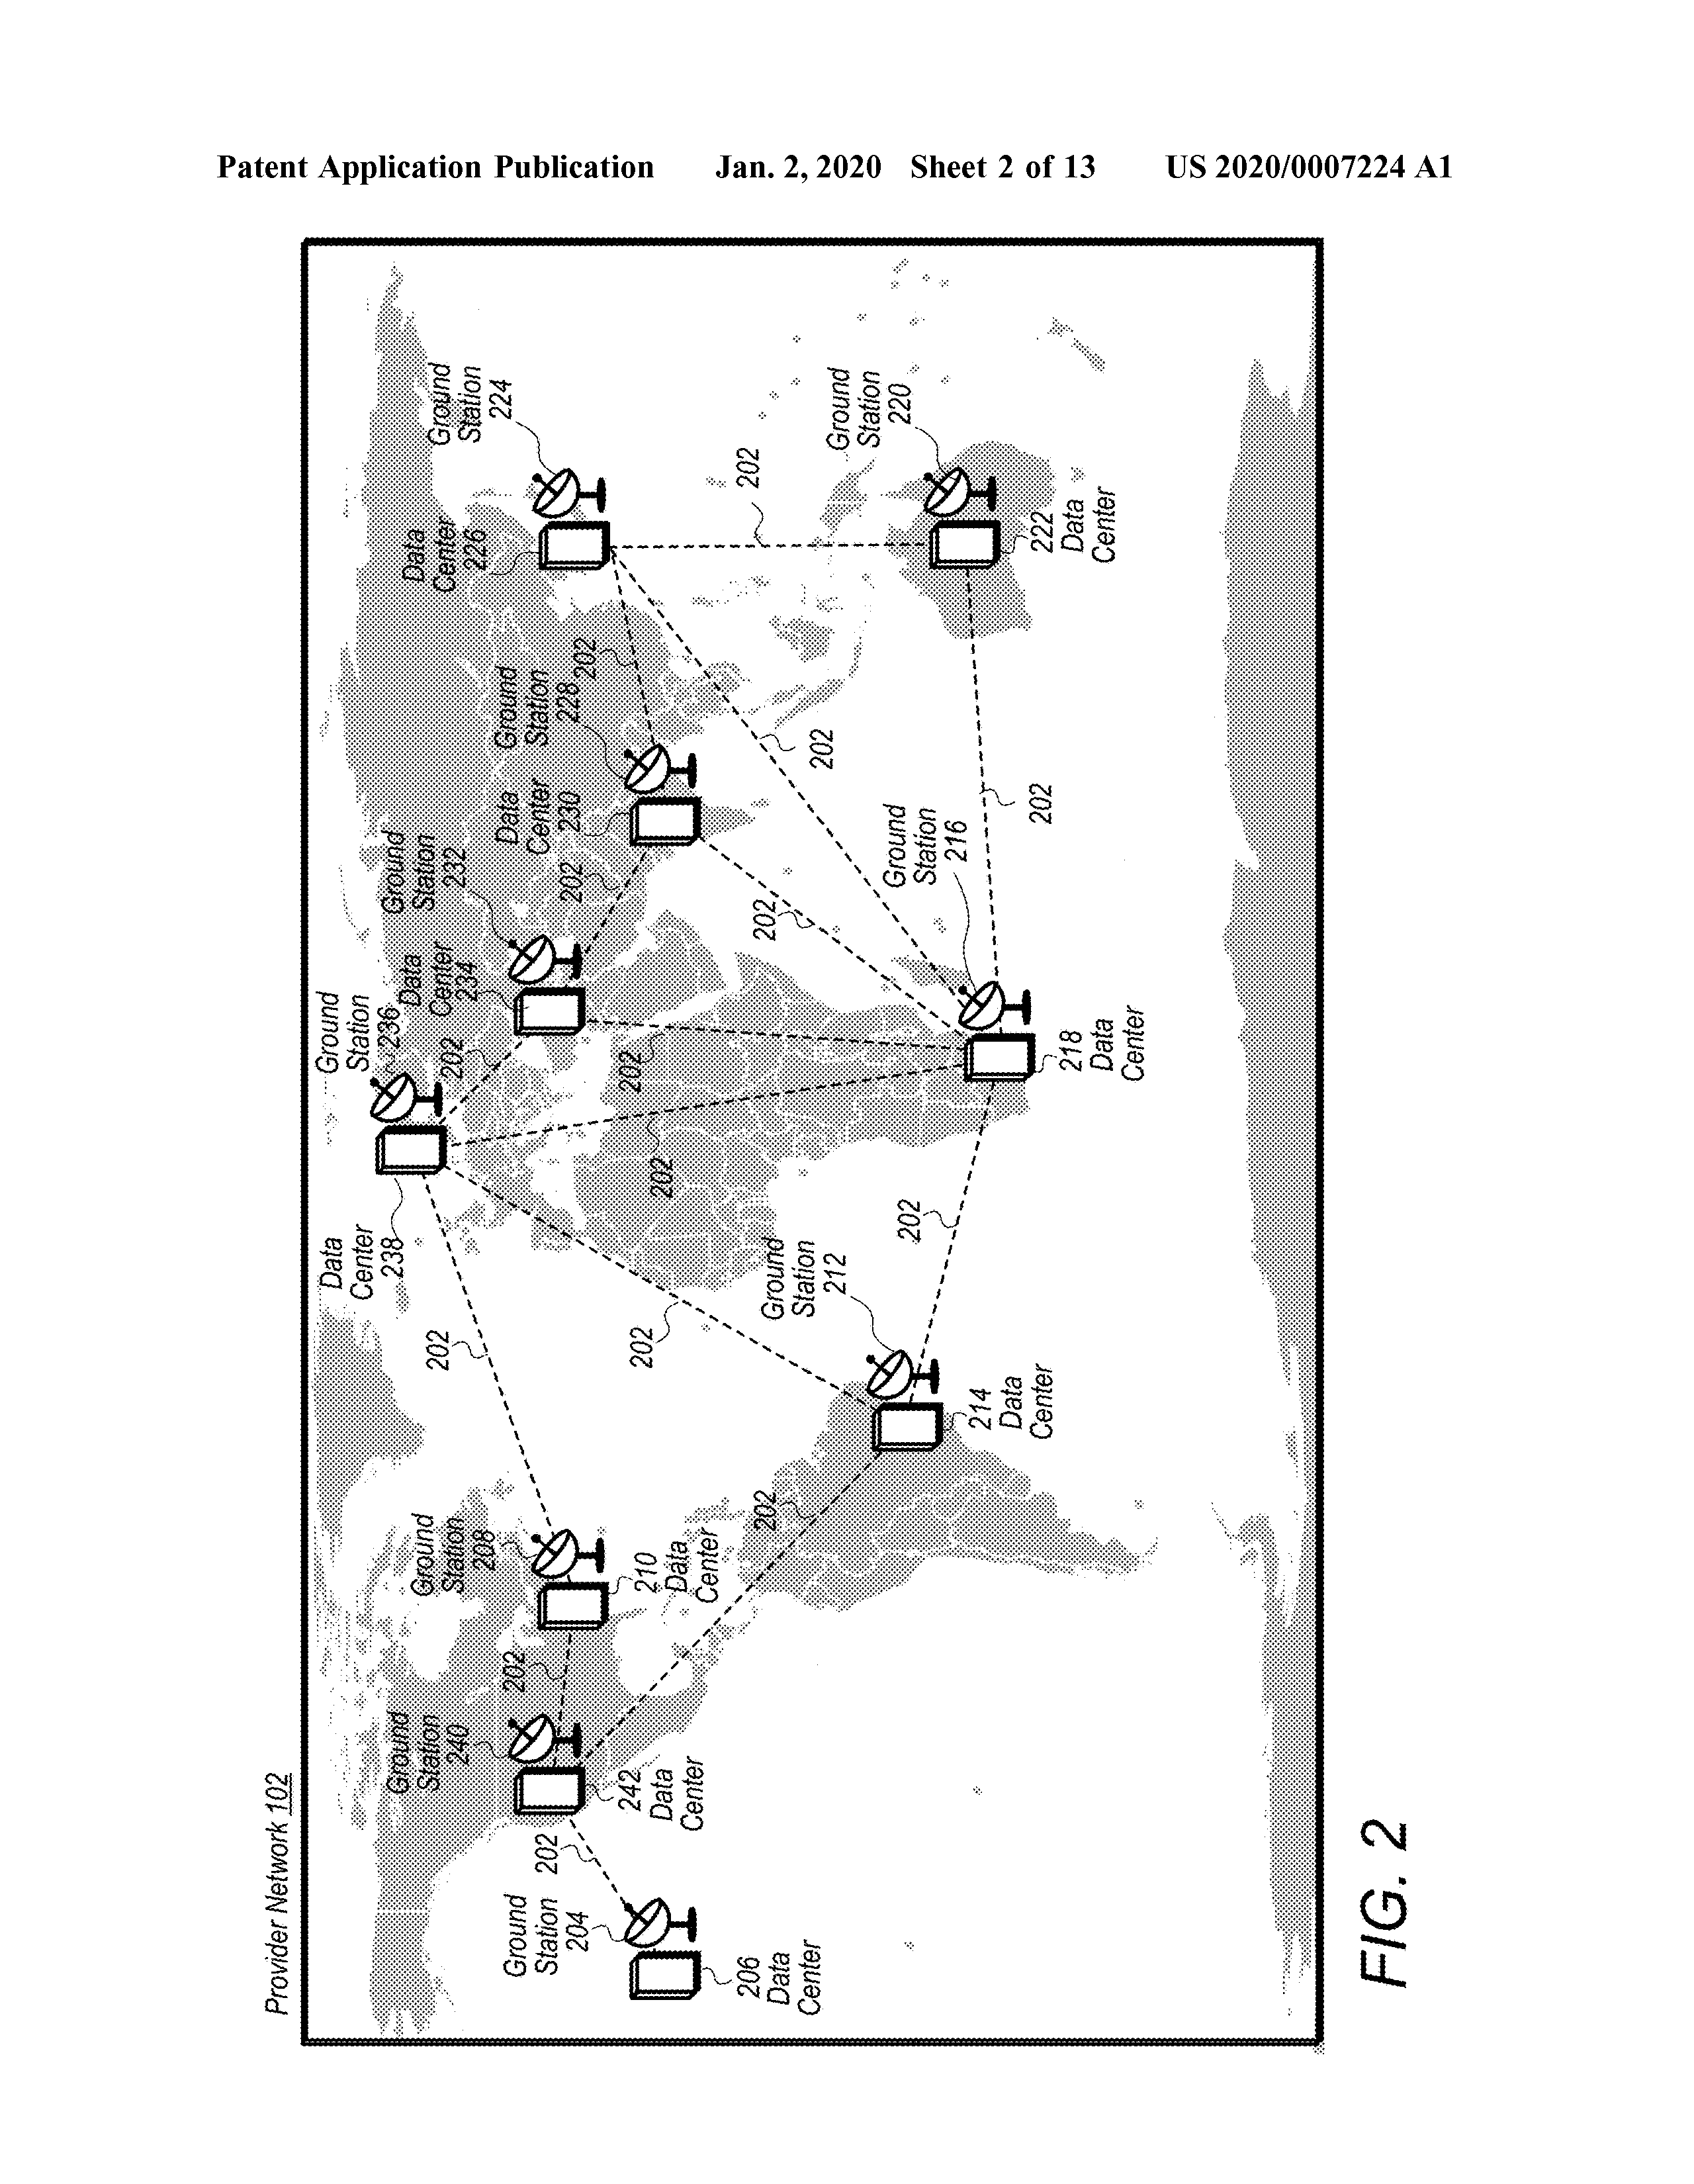 Patent Application Publication Jan. 2, 2020 Sheet 2 of 13 US 2020/0007224 A1
Provider Network 102
Ground
Station
236
Data
Center
238
202
Data
Center
234
Ground
Station
232
202
Data
Center
230
Ground
Station
228
202
Data
Center
226
Ground
Station
224
202
Ground
Station
240
202
Ground
Station
208
202
202
Ground
Station
204
202
242
Data
Center
210
Data
Center
206
Data
Center
202
202
202
202
202
Ground
Station
212
214
Data
Center
202
Ground
Station
216
218
Data
Center
202
Ground
Station
220
222
Data
Center
FIG. 2